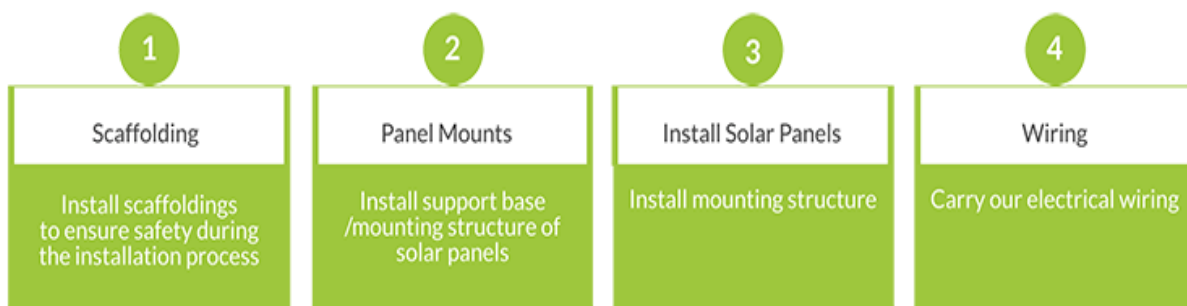 1
Scaffolding
Install scaffoldings
to ensure safety during
the installation process
2
Panel Mounts
Install support base
/mounting structure of
solar panels
3
Install Solar Panels
Install mounting structure
4
Wiring
Carry our electrical wiring